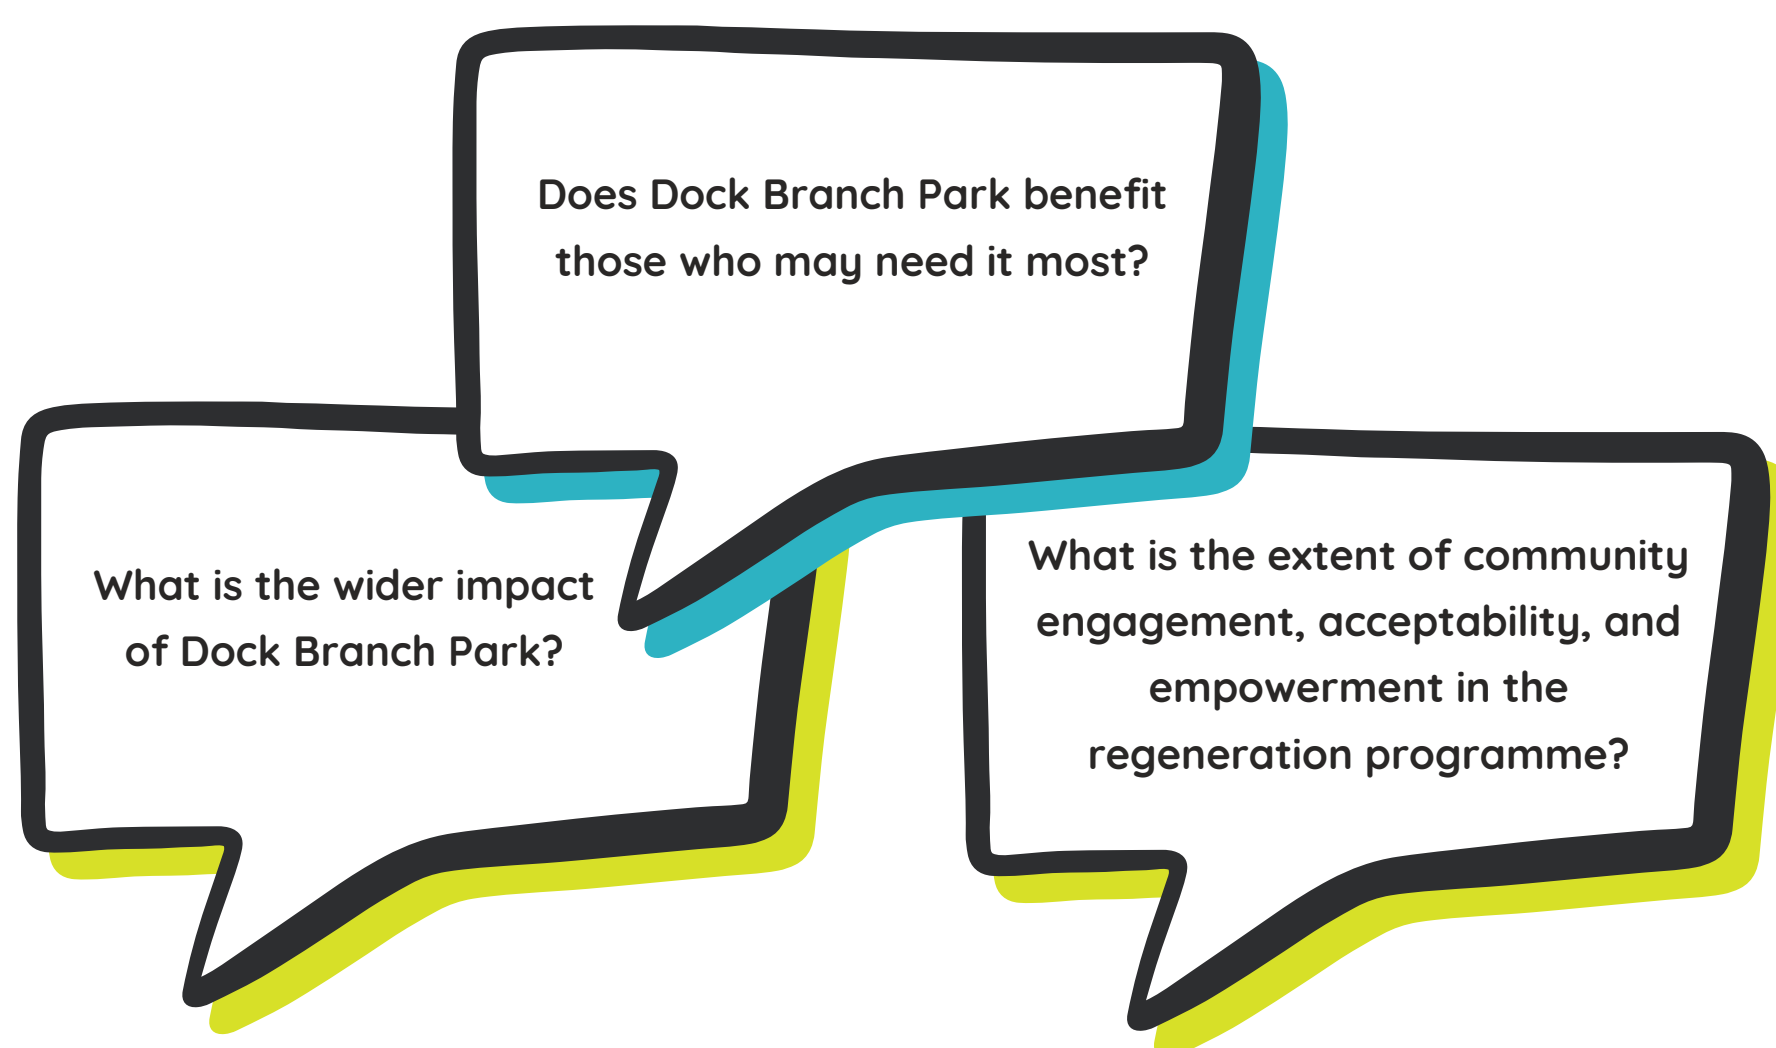 Does Dock Branch Park benefit
those who may need it most?
What is the wider impact
of Dock Branch Park?
What is the extent of community
engagement, acceptability, and
empowerment in the
regeneration programme?